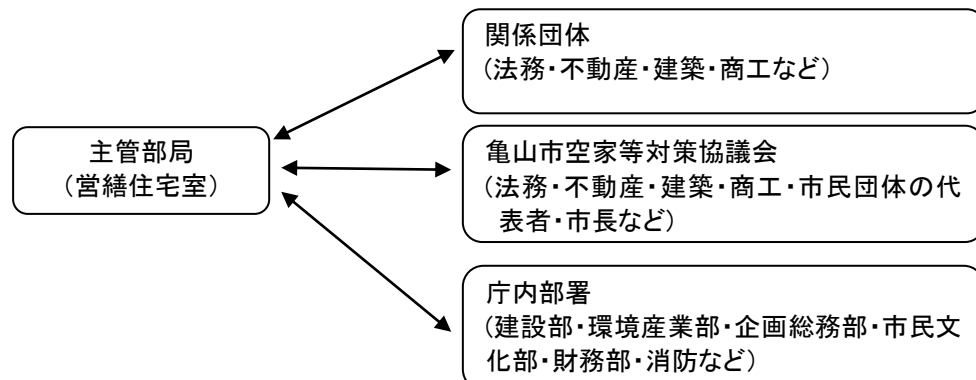 関係団体
（法務・不動産・建築・商工など）
主管部局
（営繕住宅室）
亀山市空家等対策協議会
（法務・不動産・建築・商工・市民団体の代
表者・市長など）
庁内部署
（建設部・環境産業部・企画総務部・市民文
化部・財務部・消防など）